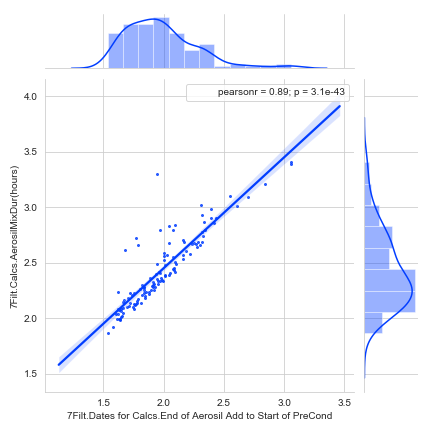 pearsonr = 0.89; p = 3.1e-43
4.0
3.5
3.0
2.5
2.0
1.5
7Filt.Calcs.AerosilMixDur(hours)
1.0 1.5 2.0 2.5 3.0 3.5
7Filt.Dates for Calcs.End of Aerosil Add to Start of PreCond